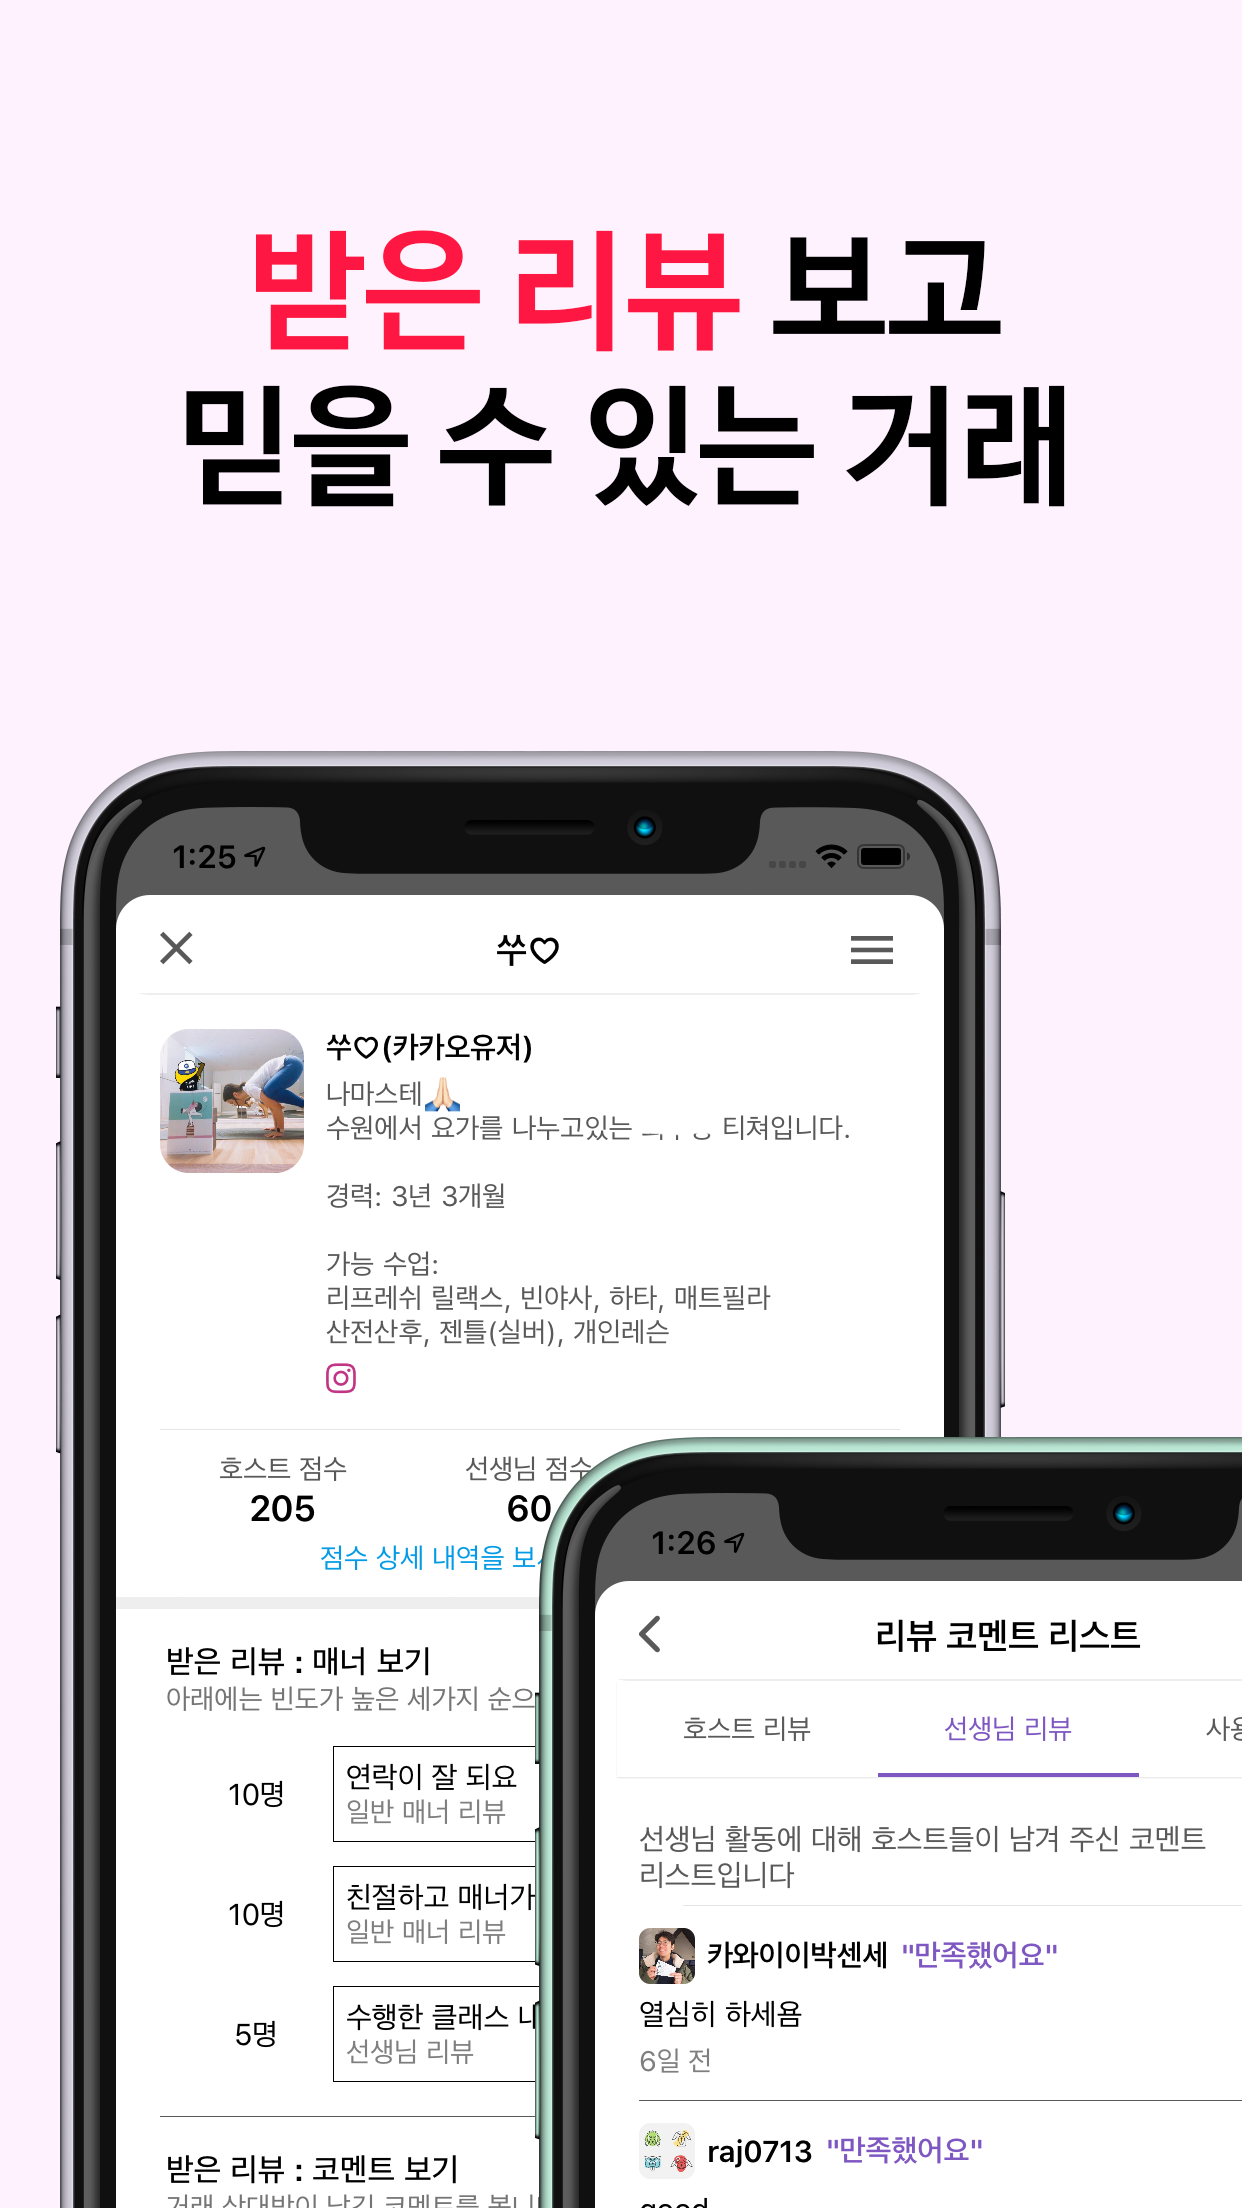 받은 리뷰 보고
믿을 수 있는 거래
1:25
쑤♡
쑤♡(카카오유저)
나마스테🙏🏻
수원에서 요가를 나누고있는 티쳐입니다.
경력: 3년 3개월
가능 수업:
리프레쉬 릴랙스, 빈야사, 하타, 매트필라
산전산후, 젠틀(실버), 개인레슨
호스트 점수
205
선생님 점수
60
점수 상세 내역을
받은 리뷰 : 매너 보기
아래에는 빈도가 높은 세가지
10명
연락이 잘 되요
일반 매너 리뷰
10명
친절하고 매너가
일반 매너 리뷰
5명
수행한 클래스
선생님 리뷰
받은 리뷰 : 코멘트 보기
거래 상대방이 남긴 코멘트를
1:26
리뷰 코멘트 리스트
호스트 리뷰
선생님 리뷰
선생님 활동에 대해 호스트들이 남겨 주신 코멘트
리스트입니다
카와이이박센세 "만족했어요"
열심히 하세욤
6일 전
raj0713 "만족했어요"
good